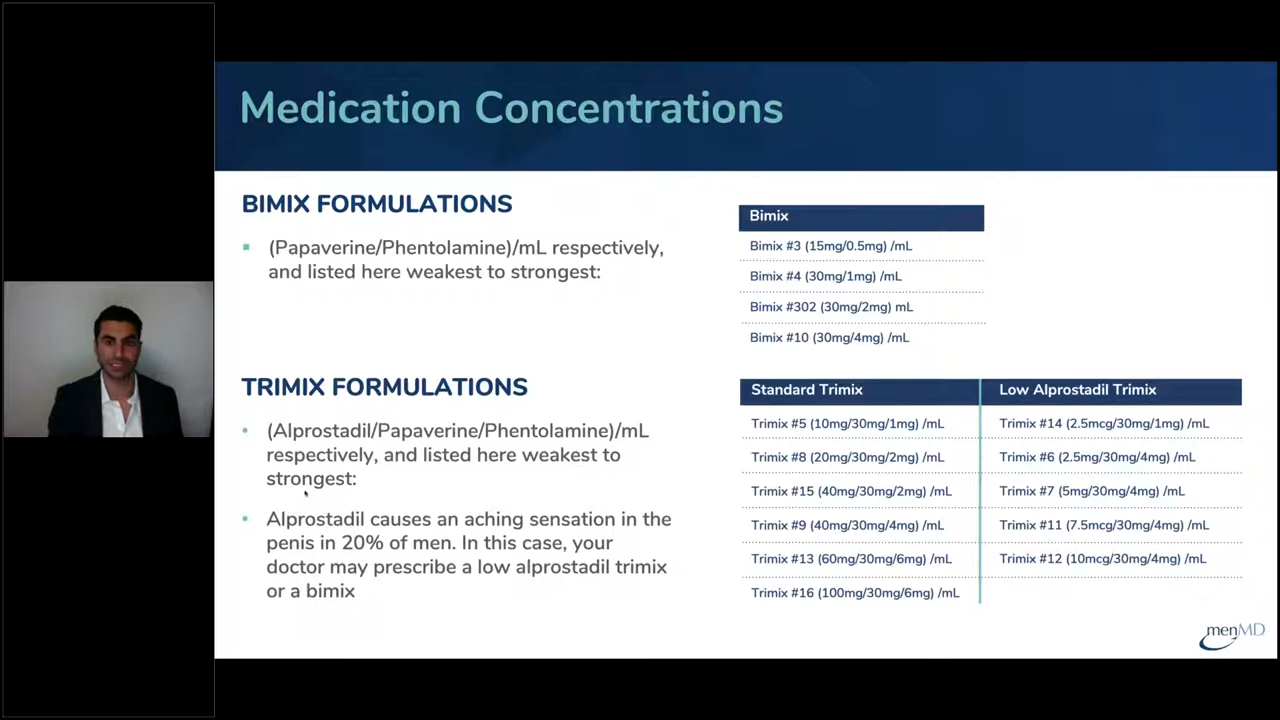 Medication Concentrations
BIMIX FORMULATIONS
(Papaverine/Phentolamine)/mL respectively,
and listed here weakest to strongest:
Bimix
Bimix #3 (15mg/0.5mg) /mL
Bimix #4 (30mg/1mg) /mL
Bimix #302 (30mg/2mg) mL
Bimix #10 (30mg/4mg) /mL
TRIMIX FORMULATIONS
(Alprostadil/Papaverine/Phentolamine)/mL
respectively, and listed here weakest to
strongest:
Alprostadil causes an aching sensation in the
penis in 20% of men. In this case, your
doctor may prescribe a low alprostadil trimix
or a bimix
Standard Trimix
Trimix #5 (10mg/30mg/1mg) /mL
Trimix #8 (20mg/30mg/2mg) /mL
Trimix #15 (40mg/30mg/2mg) /mL
Trimix #9 (40mg/30mg/4mg) /mL
Trimix #13 (60mg/30mg/6mg) /mL
Trimix #16 (100mg/30mg/6mg) /mL
Low Alprostadil Trimix
Trimix #14 (2.5mcg/30mg/1mg) /mL
Trimix #6 (2.5mg/30mg/4mg) /mL
Trimix #7 (5mg/30mg/4mg) /mL
Trimix #11 (7.5mcg/30mg/4mg) /mL
Trimix #12 (10mcg/30mg/4mg) /mL
menMD